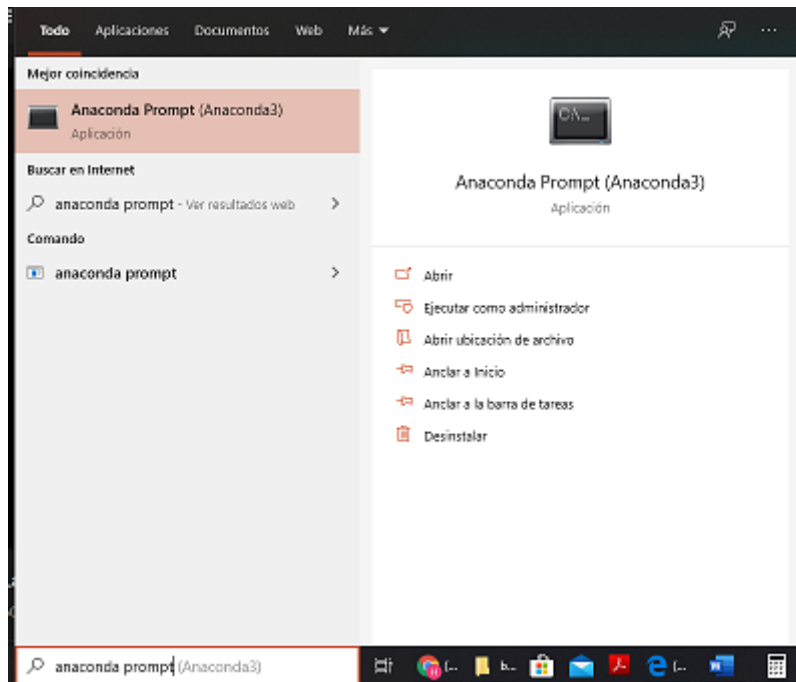 Todo Aplicaciones Documentos Web Más
Mejor coincidencia
Anaconda Prompt (Anaconda3)
Aplicación
Buscar en Internet
anaconda prompt - Ver resultados web
Comando
anaconda prompt
C:\_
Anaconda Prompt (Anaconda3)
Aplicación
Abrir
Ejecutar como administrador
Abrir ubicación de archivo
Anclar a Inicio
Anclar a la barra de tareas
Desinstalar
anaconda prompt (Anaconda3)
(... b... (...